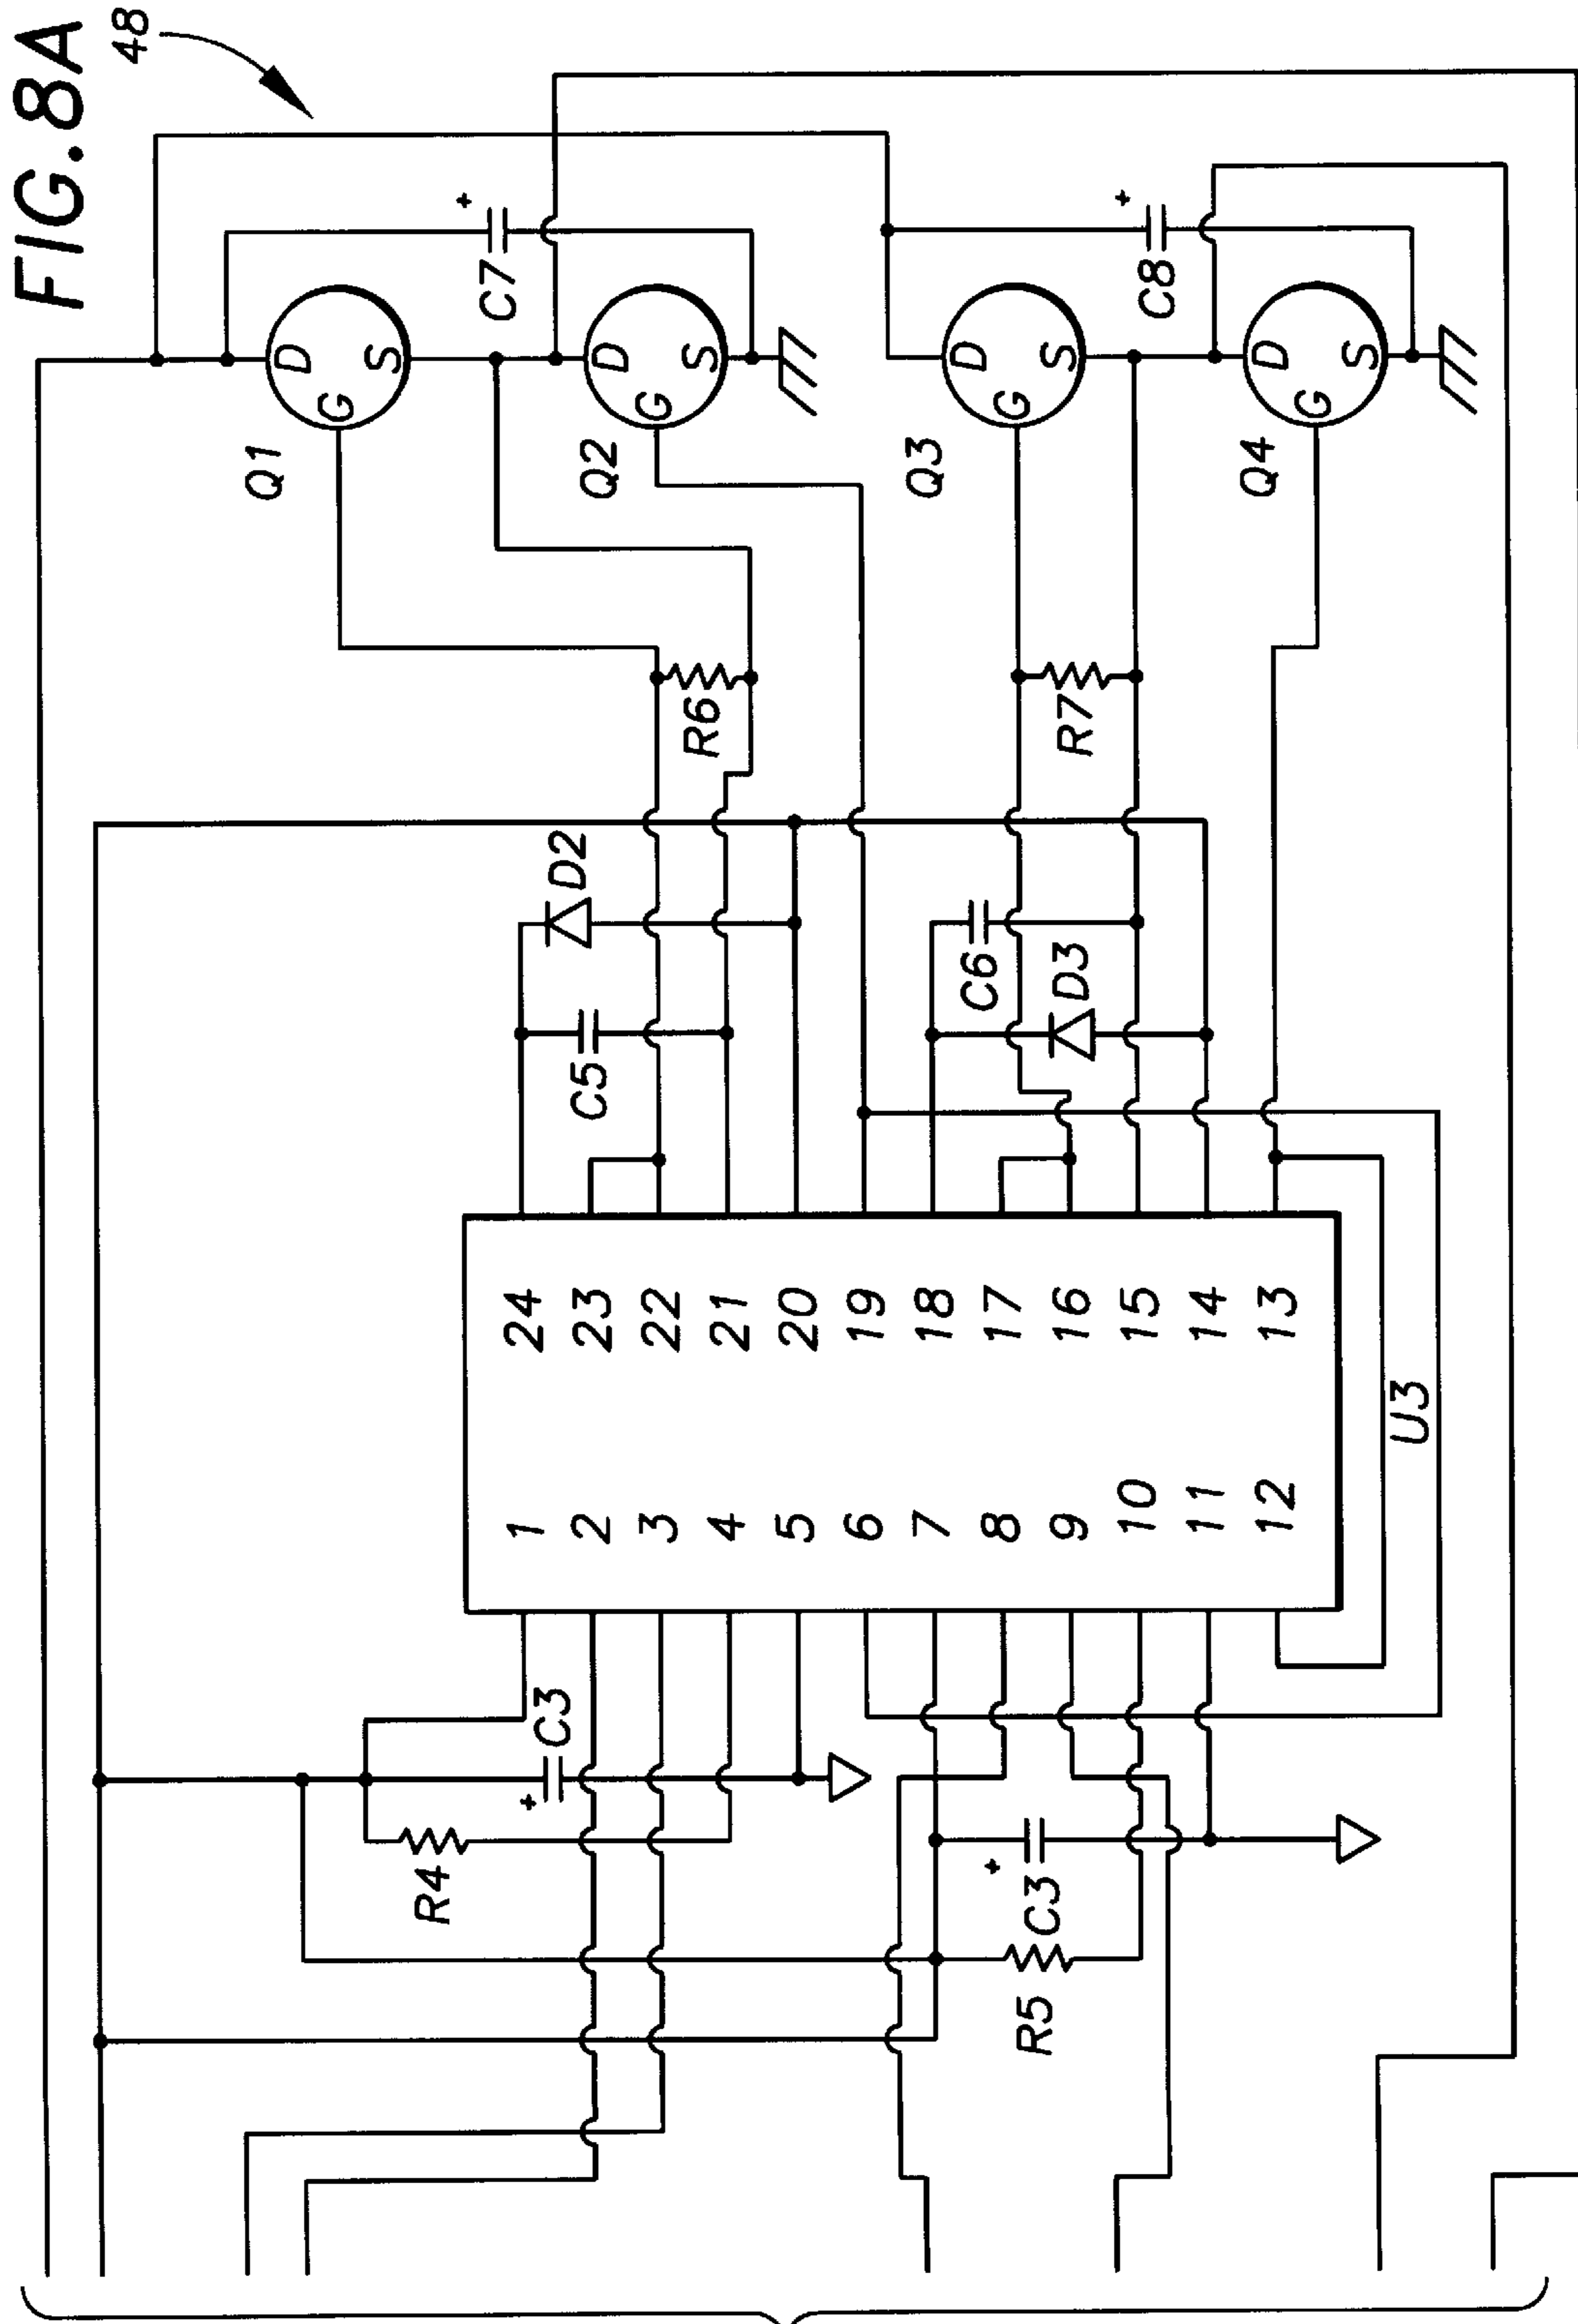 FIG.8A
48
Q1
D
G
S
C7
+
Q2
D
G
S
Q3
D
G
S
C8
+
Q4
D
G
S
R6
R7
D2
C5
C6
D3
1 24
2 23
3 22
4 21
5 20
6 19
7 18
8 17
9 16
10 15
11 14
12 13
U3
+
C3
R4
+
C3
R5